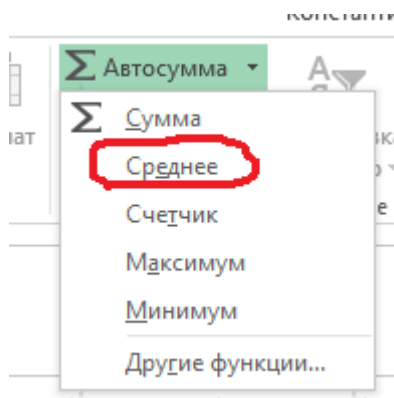 Σ Автосумма
Σ Сумма
Среднее
Счетчик
Максимум
Минимум
Другие функции...